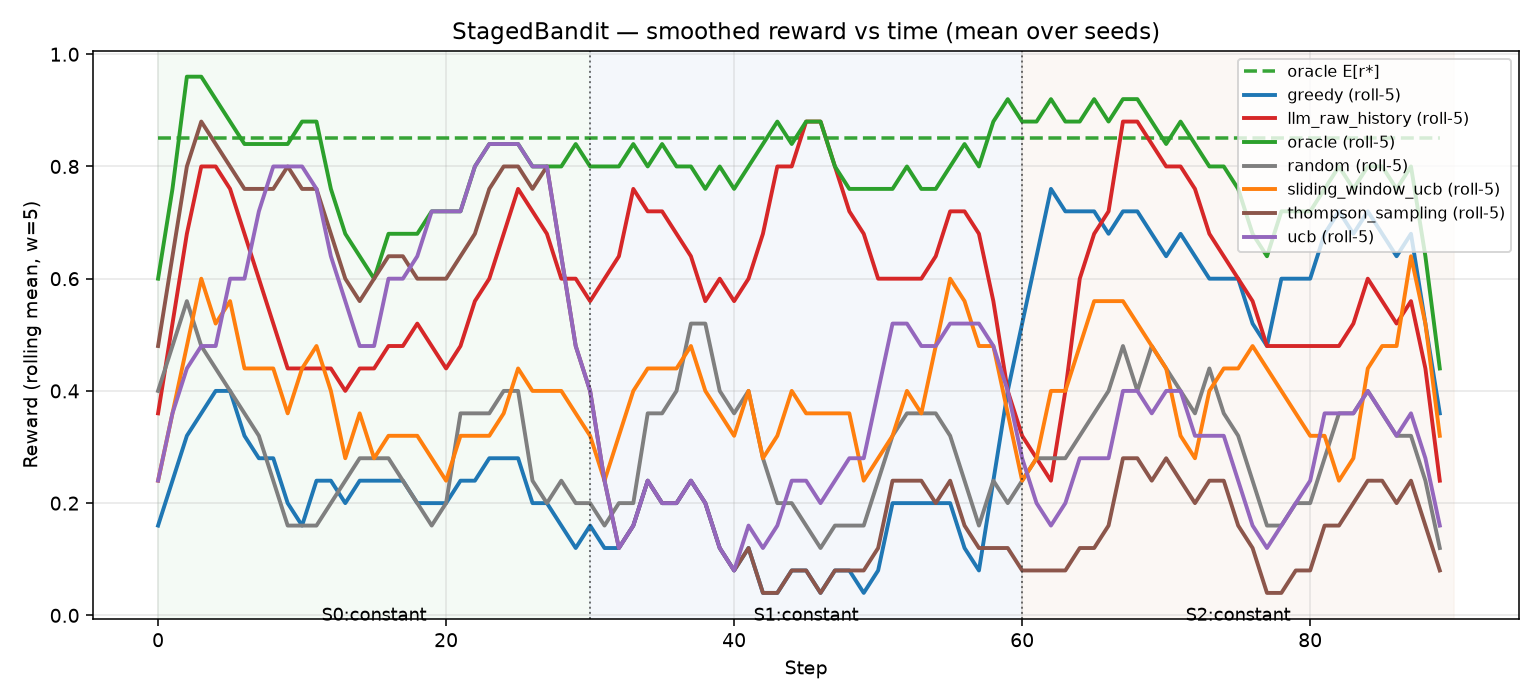 StagedBandit — smoothed reward vs time (mean over seeds)
Reward (rolling mean, w=5)
1.0
0.8
0.6
0.4
0.2
0.0
oracle E[r*]
greedy (roll-5)
llm_raw_history (roll-5)
oracle (roll-5)
random (roll-5)
sliding_window_ucb (roll-5)
thompson_sampling (roll-5)
ucb (roll-5)
S0:constant
S1:constant
S2:constant
0
20
40
60
80
Step